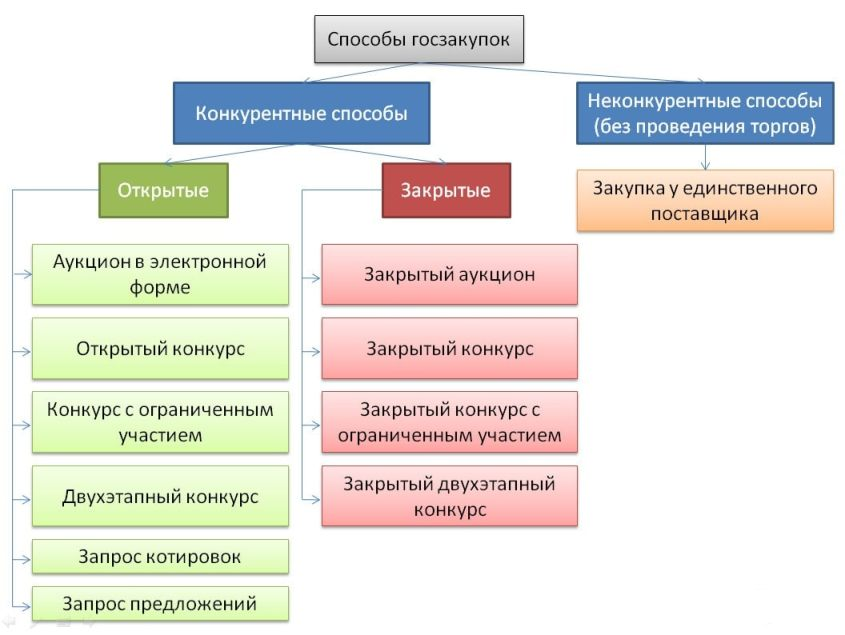 Способы госзакупок
Конкурентные способы
Неконкурентные способы
(без проведения торгов)
Открытые
Закрытые
Закупка у единственного
поставщика
Аукцион в электронной
форме
Открытый конкурс
Конкурс с ограниченным
участием
Двухэтапный конкурс
Запрос котировок
Запрос предложений
Закрытый аукцион
Закрытый конкурс
Закрытый конкурс с
ограниченным участием
Закрытый двухэтапный
конкурс